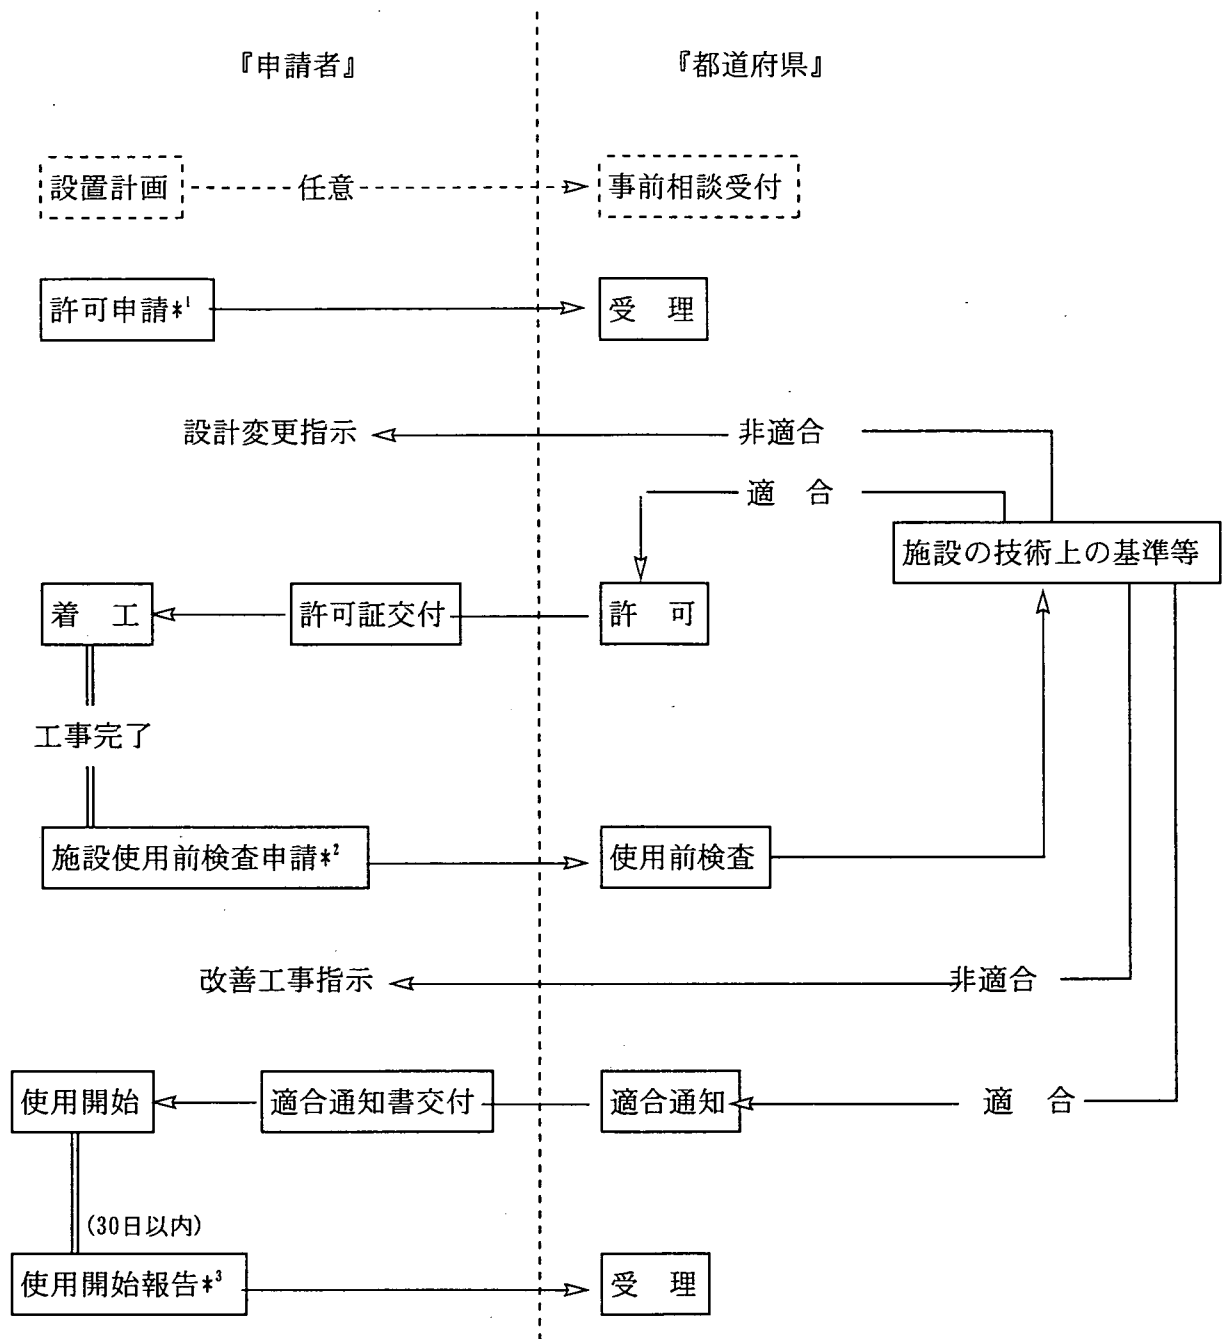 『申請者』
『都道府県』
設置計画
任意
事前相談受付
許可申請*1
受 理
設計変更指示
非適合
適 合
施設の技術上の基準等
着 工
許可証交付
許 可
工事完了
施設使用前検査申請*2
使用前検査
改善工事指示
非適合
使用開始
適合通知書交付
適合通知
適 合
(30日以内)
使用開始報告*3
受 理